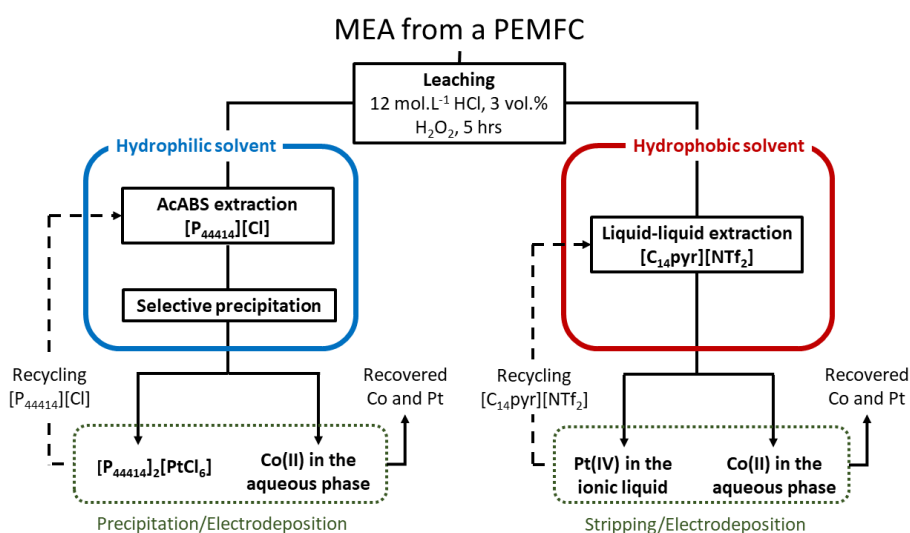 MEA from a PEMFC
Leaching
12 mol.L⁻¹ HCl, 3 vol.%
H₂O₂, 5 hrs
Hydrophilic solvent
AcABS extraction
[P₄₄₄₁₄][Cl]
Selective precipitation
Recycling
[P₄₄₄₁₄][Cl]
Recovered
Co and Pt
[P₄₄₄₁₄]₂[PtCl₆]
Co(II) in the
aqueous phase
Precipitation/Electrodeposition
Hydrophobic solvent
Liquid-liquid extraction
[C₁₄pyr][NTf₂]
Recycling
[C₁₄pyr][NTf₂]
Recovered
Co and Pt
Pt(IV) in the
ionic liquid
Co(II) in the
aqueous phase
Stripping/Electrodeposition